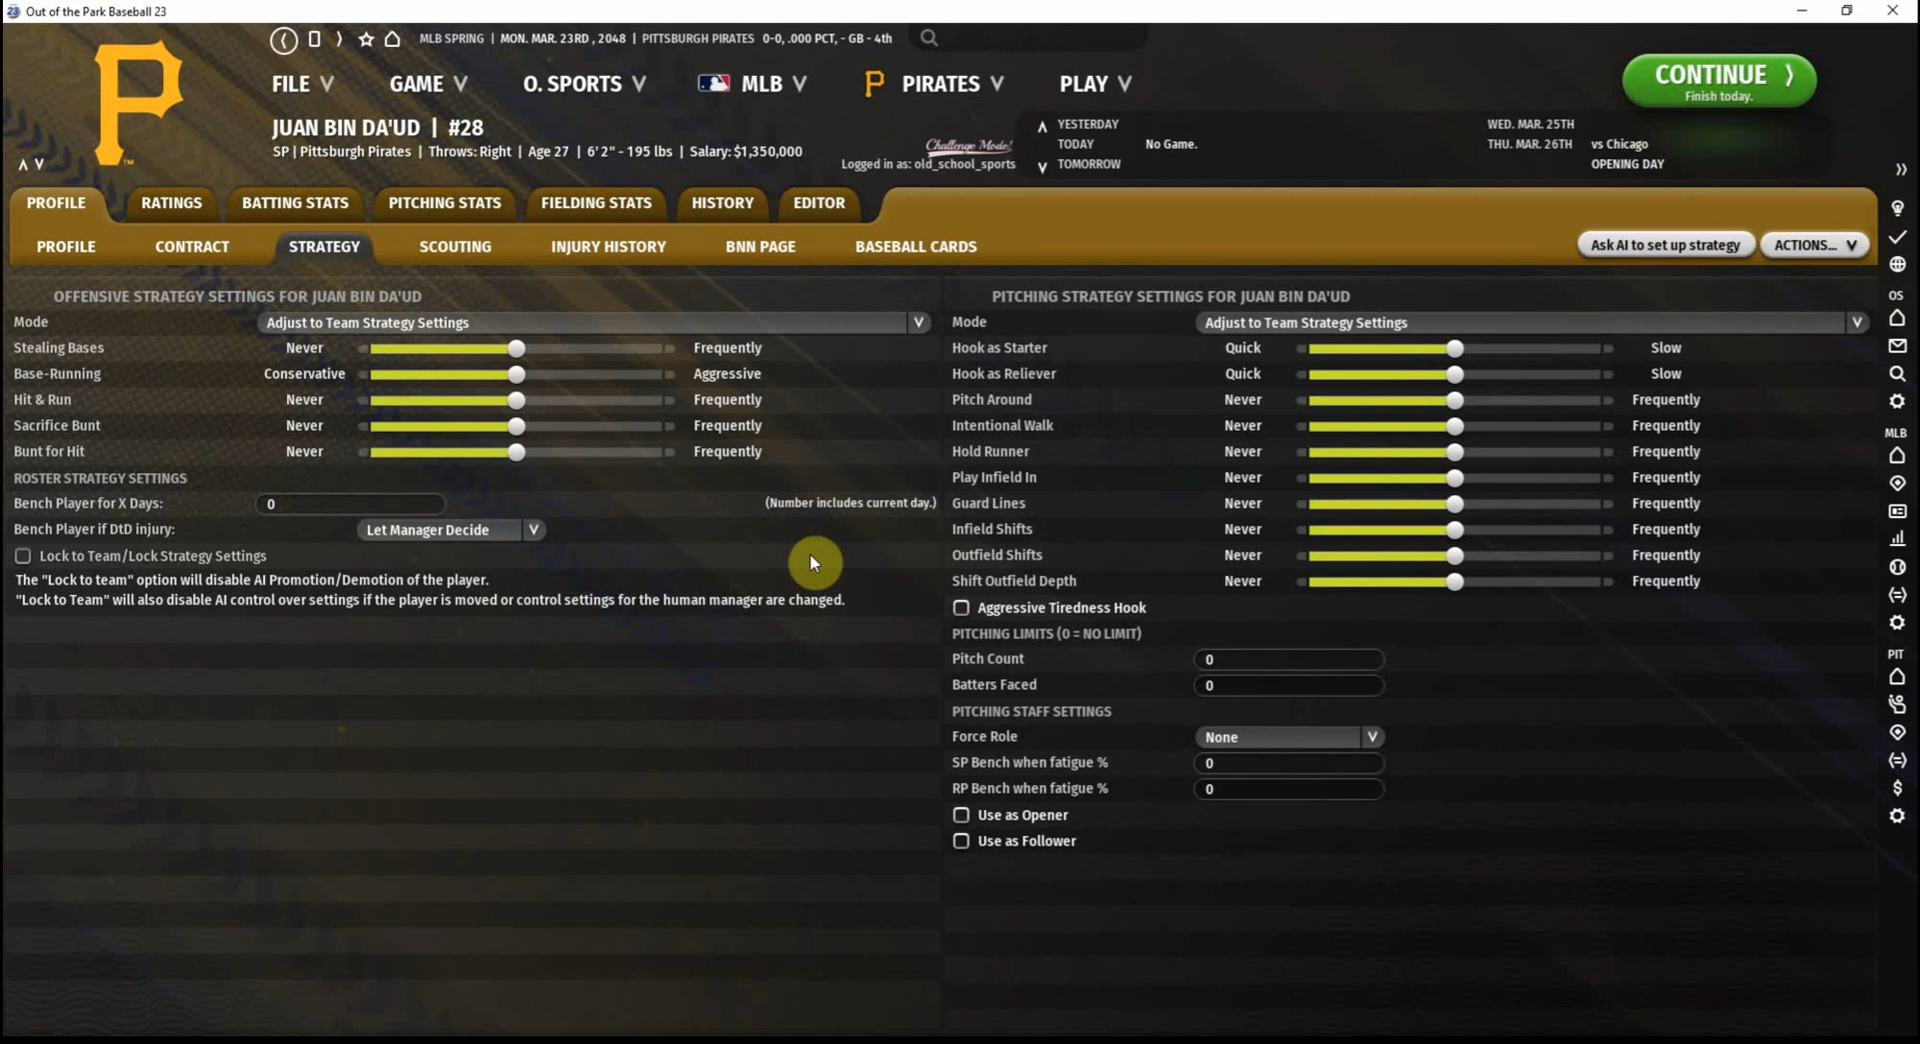 Out of the Park Baseball 23
MLB SPRING | MON. MAR. 23RD , 2048 | PITTSBURGH PIRATES 0-0, .000 PCT, - GB - 4th
FILE GAME O. SPORTS MLB PIRATES PLAY
CONTINUE
Finish today.
JUAN BIN DA'UD | #28
SP | Pittsburgh Pirates | Throws: Right | Age 27 | 6' 2" - 195 lbs | Salary: $1,350,000
Challenge Mode!
Logged in as: old_school_sports
YESTERDAY
TODAY No Game.
TOMORROW
WED. MAR. 25TH
THU. MAR. 26TH vs Chicago
OPENING DAY
PROFILE RATINGS BATTING STATS PITCHING STATS FIELDING STATS HISTORY EDITOR
PROFILE CONTRACT STRATEGY SCOUTING INJURY HISTORY BNN PAGE BASEBALL CARDS
Ask AI to set up strategy ACTIONS...
OFFENSIVE STRATEGY SETTINGS FOR JUAN BIN DA'UD
Mode Adjust to Team Strategy Settings
Stealing Bases Never Frequently
Base-Running Conservative Aggressive
Hit & Run Never Frequently
Sacrifice Bunt Never Frequently
Bunt for Hit Never Frequently
ROSTER STRATEGY SETTINGS
Bench Player for X Days: 0 (Number includes current day.)
Bench Player if DtD injury: Let Manager Decide
Lock to Team/Lock Strategy Settings
The "Lock to team" option will disable AI Promotion/Demotion of the player.
"Lock to Team" will also disable AI control over settings if the player is moved or control settings for the human manager are changed.
PITCHING STRATEGY SETTINGS FOR JUAN BIN DA'UD
Mode Adjust to Team Strategy Settings
Hook as Starter Quick Slow
Hook as Reliever Quick Slow
Pitch Around Never Frequently
Intentional Walk Never Frequently
Hold Runner Never Frequently
Play Infield In Never Frequently
Guard Lines Never Frequently
Infield Shifts Never Frequently
Outfield Shifts Never Frequently
Shift Outfield Depth Never Frequently
Aggressive Tiredness Hook
PITCHING LIMITS (0 = NO LIMIT)
Pitch Count 0
Batters Faced 0
PITCHING STAFF SETTINGS
Force Role None
SP Bench when fatigue % 0
RP Bench when fatigue % 0
Use as Opener
Use as Follower
OS
MLB
PIT